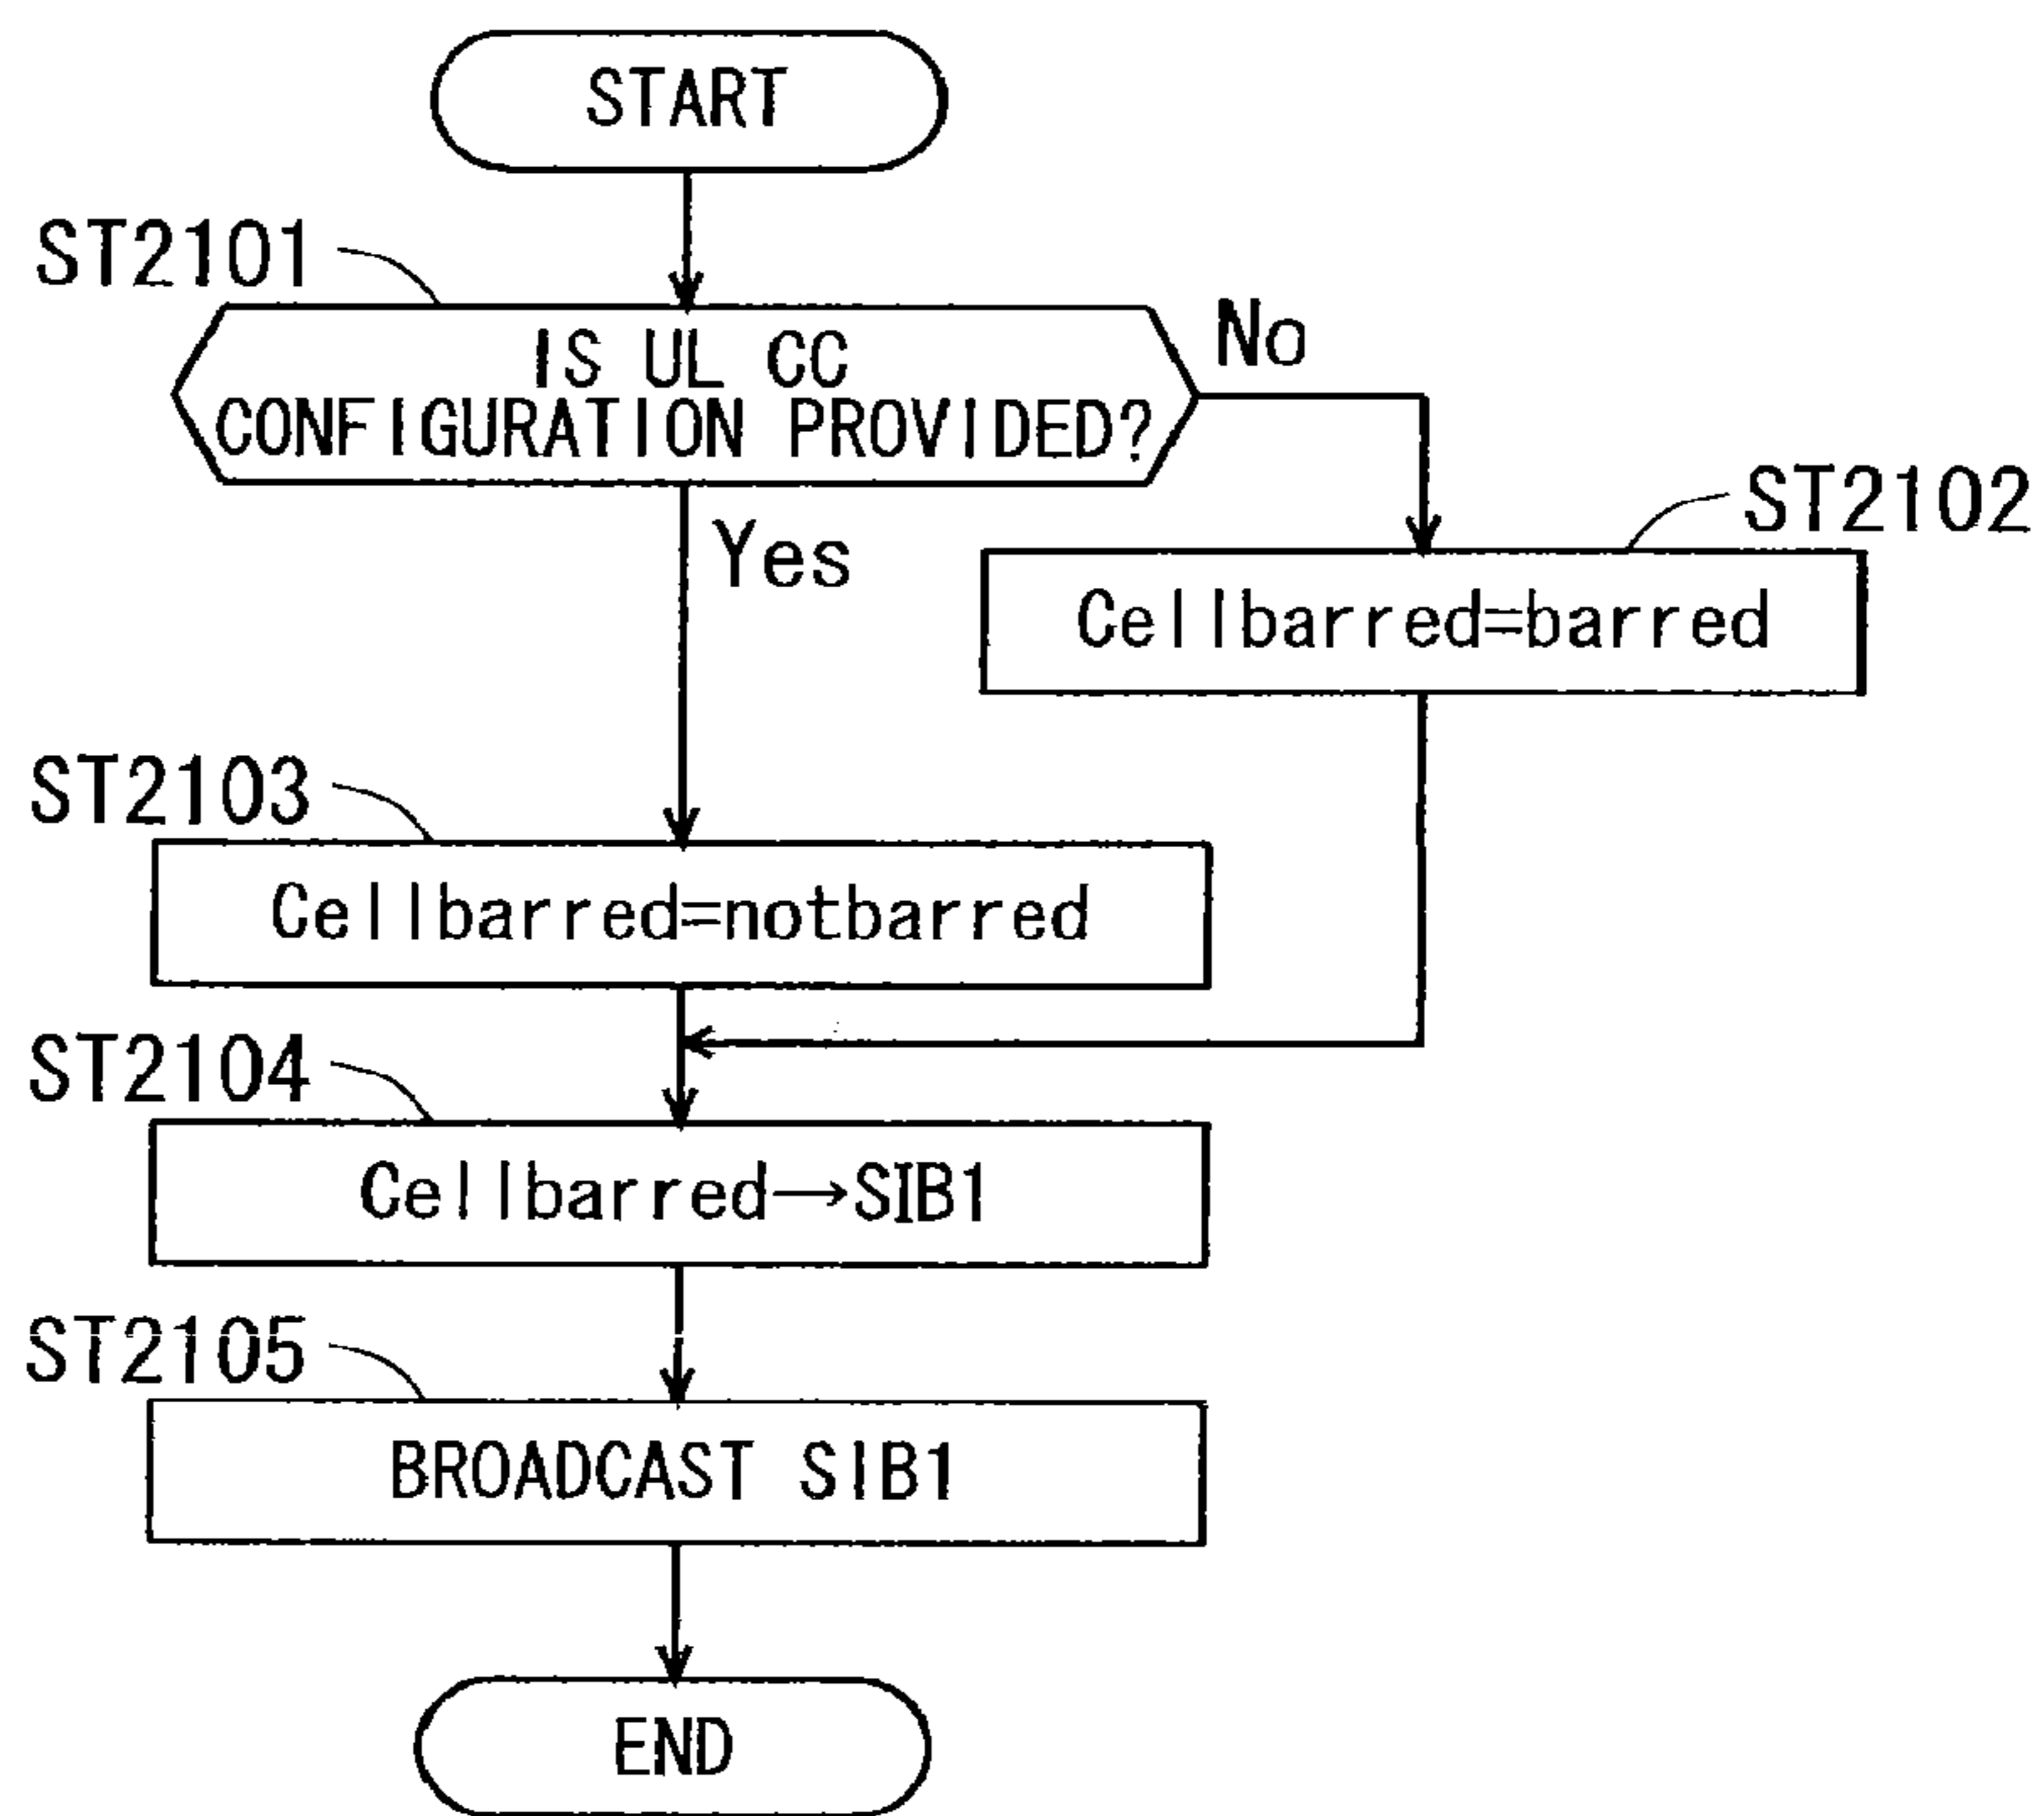 START
ST2101
IS UL CC
CONFIGURATION PROVIDED?
No
Yes
ST2102
Cellbarred=barred
ST2103
Cellbarred=notbarred
ST2104
Cellbarred→SIB1
ST2105
BROADCAST SIB1
END